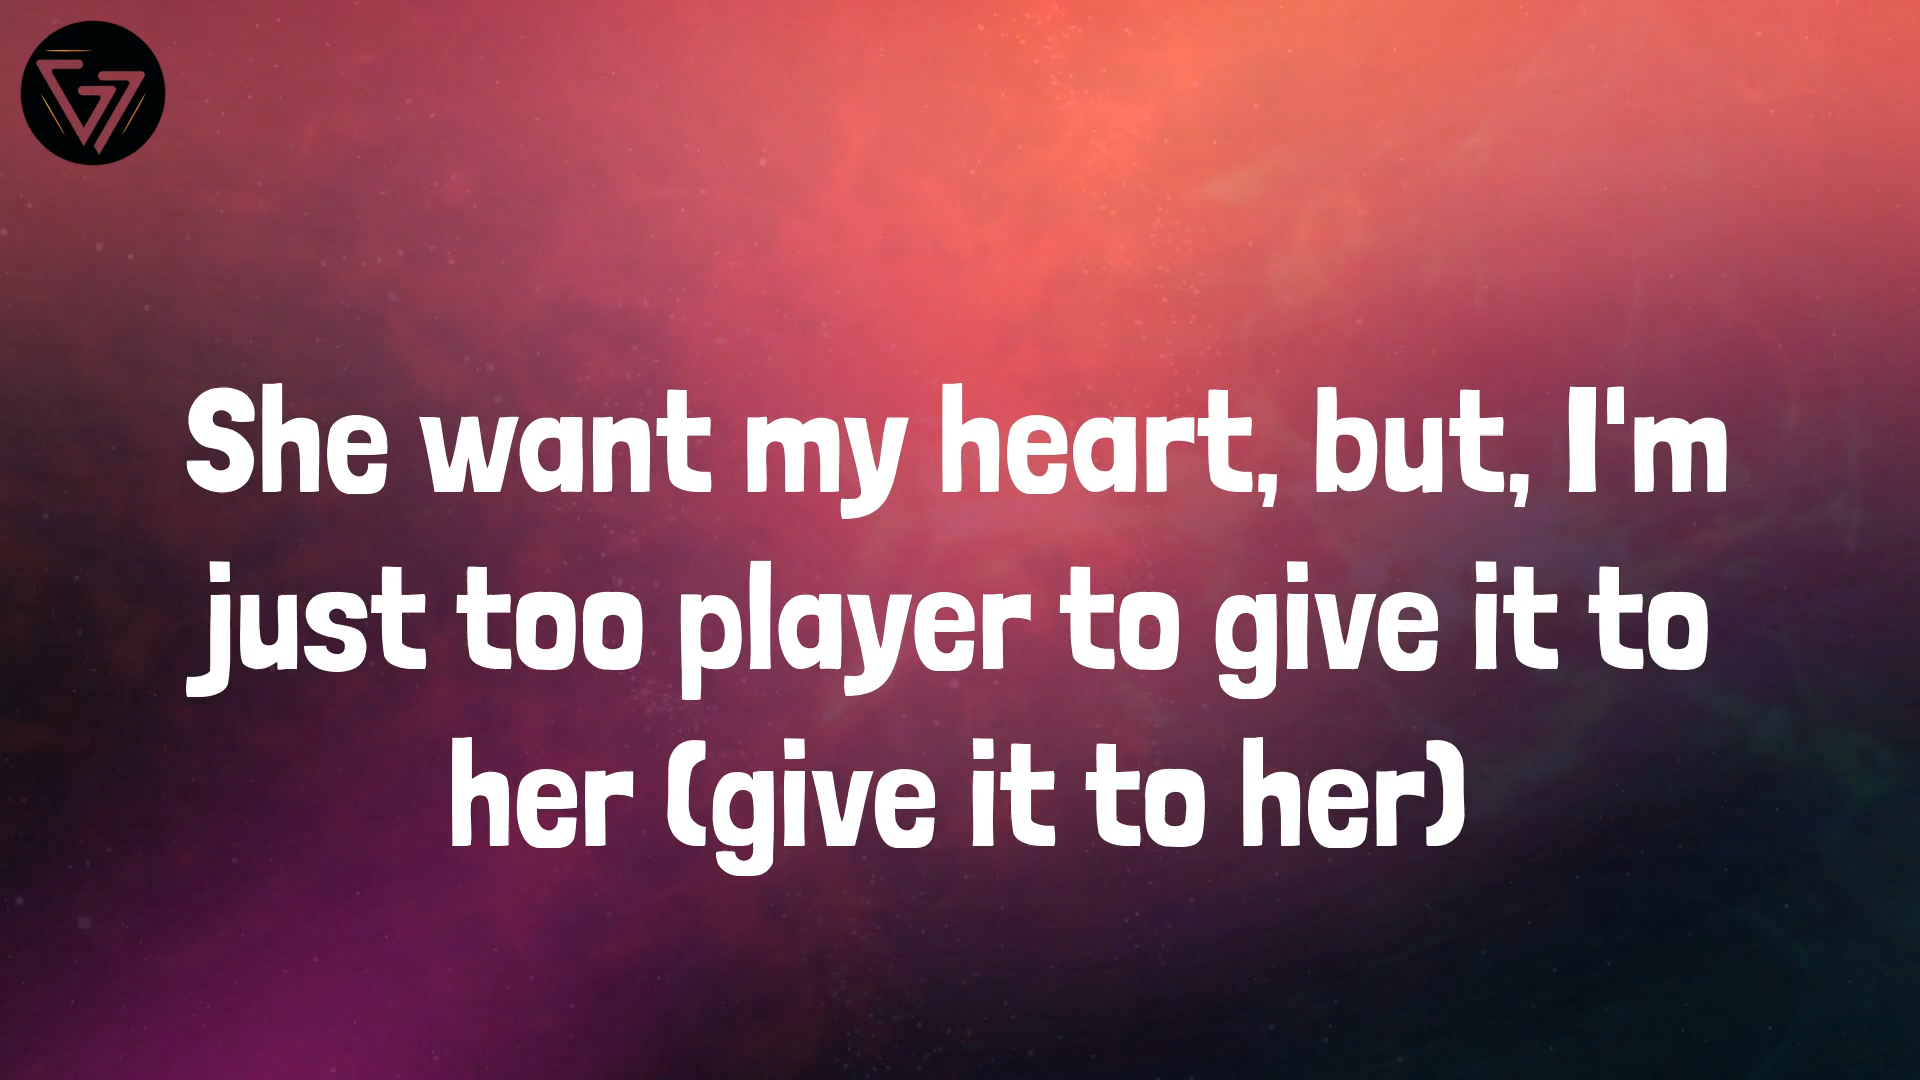 She want my heart, but, I'm
just too player to give it to
her (give it to her)